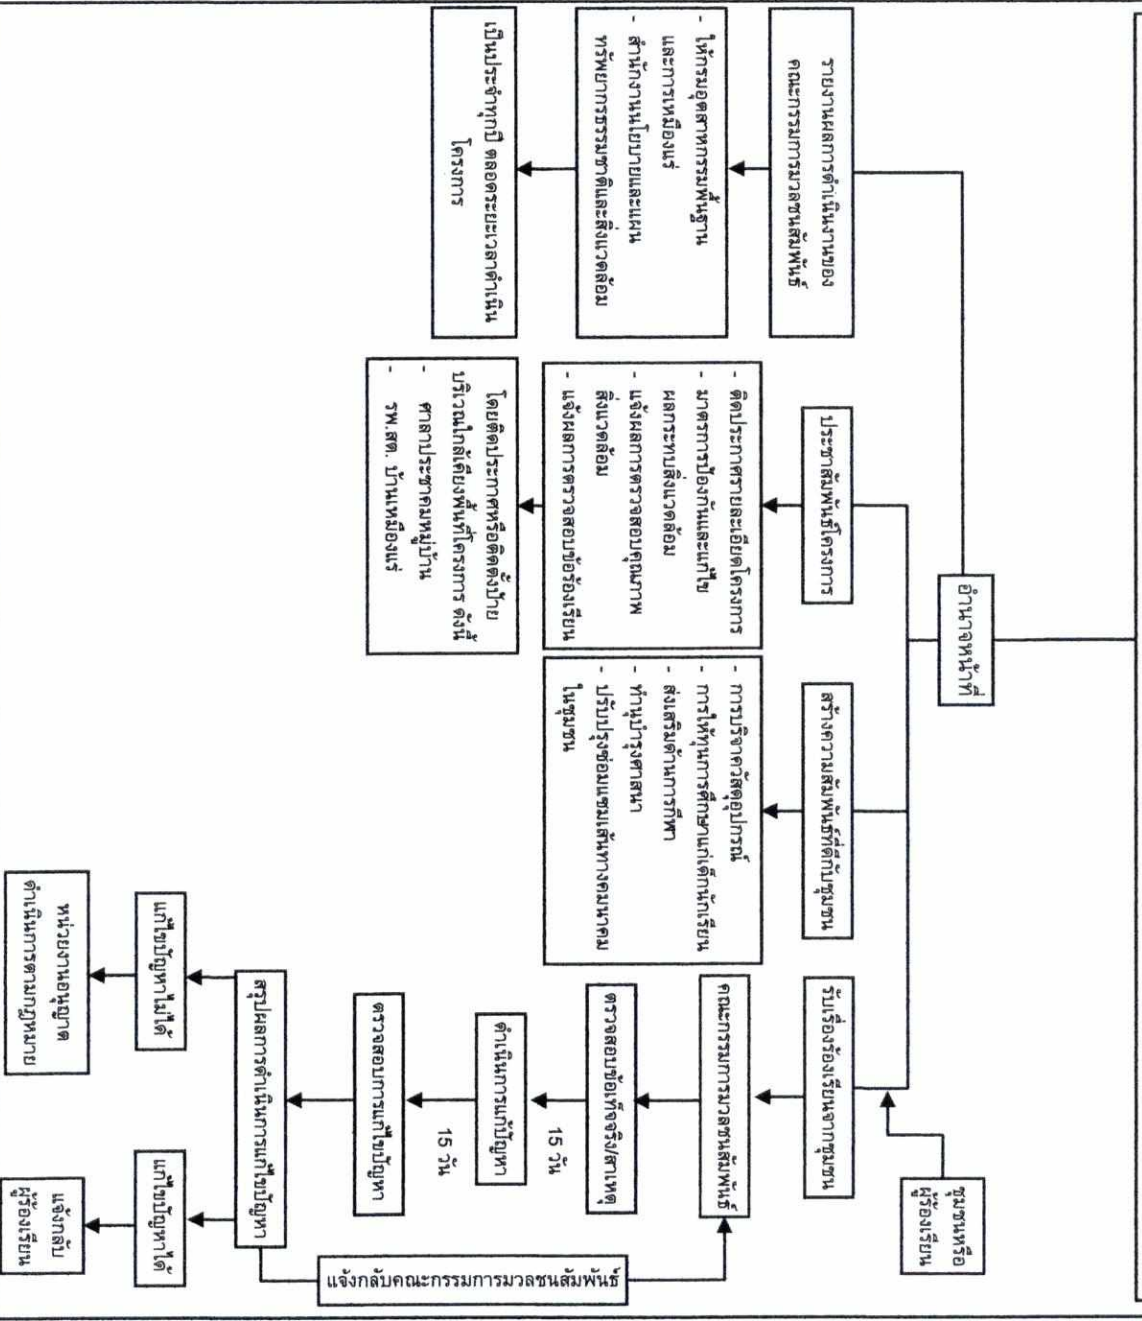 อำนาจหน้าที่
รายงานผลการดำเนินงานของ
คณะกรรมการมวลชนสัมพันธ์
- ให้กรมอุตสาหกรรมพื้นฐาน
และการเหมืองแร่
- สำนักงานนโยบายและแผน
ทรัพยากรธรรมชาติและสิ่งแวดล้อม
เป็นประจำทุกปี ตลอดระยะเวลาดำเนิน
โครงการ
ประชาสัมพันธ์โครงการ
- ติดประกาศรายละเอียดโครงการ
- มาตรการป้องกันและแก้ไข
ผลกระทบสิ่งแวดล้อม
- แจ้งผลการตรวจสอบคุณภาพ
สิ่งแวดล้อม
- แจ้งผลการตรวจสอบข้อร้องเรียน
โดยติดประกาศหรือติดตั้งป้าย
บริเวณใกล้เคียงพื้นที่โครงการ ดังนี้
- ศาลาประชาคมหมู่บ้าน
- รพ.สต. บ้านเหมืองแร่
สร้างความสัมพันธ์ที่ดีกับชุมชน
- การบริจาควัสดุอุปกรณ์
- การให้ทุนการศึกษาแก่เด็กนักเรียน
- ส่งเสริมด้านการกีฬา
- ทำนุบำรุงศาสนา
- ปรับปรุงซ่อมแซมเส้นทางคมนาคม
ในชุมชน
ชุมชนหรือ
ผู้ร้องเรียน
รับเรื่องร้องเรียนจากชุมชน
คณะกรรมการมวลชนสัมพันธ์
ตรวจสอบข้อเท็จจริง/สาเหตุ
15 วัน
ดำเนินการแก้ปัญหา
15 วัน
ตรวจสอบการแก้ไขปัญหา
สรุปผลการดำเนินการแก้ไขปัญหา
แจ้งกลับคณะกรรมการมวลชนสัมพันธ์
แก้ไขปัญหาไม่ได้
หน่วยงานอนุญาต
ดำเนินการตามกฎหมาย
แก้ไขปัญหาได้
แจ้งกลับ
ผู้ร้องเรียน